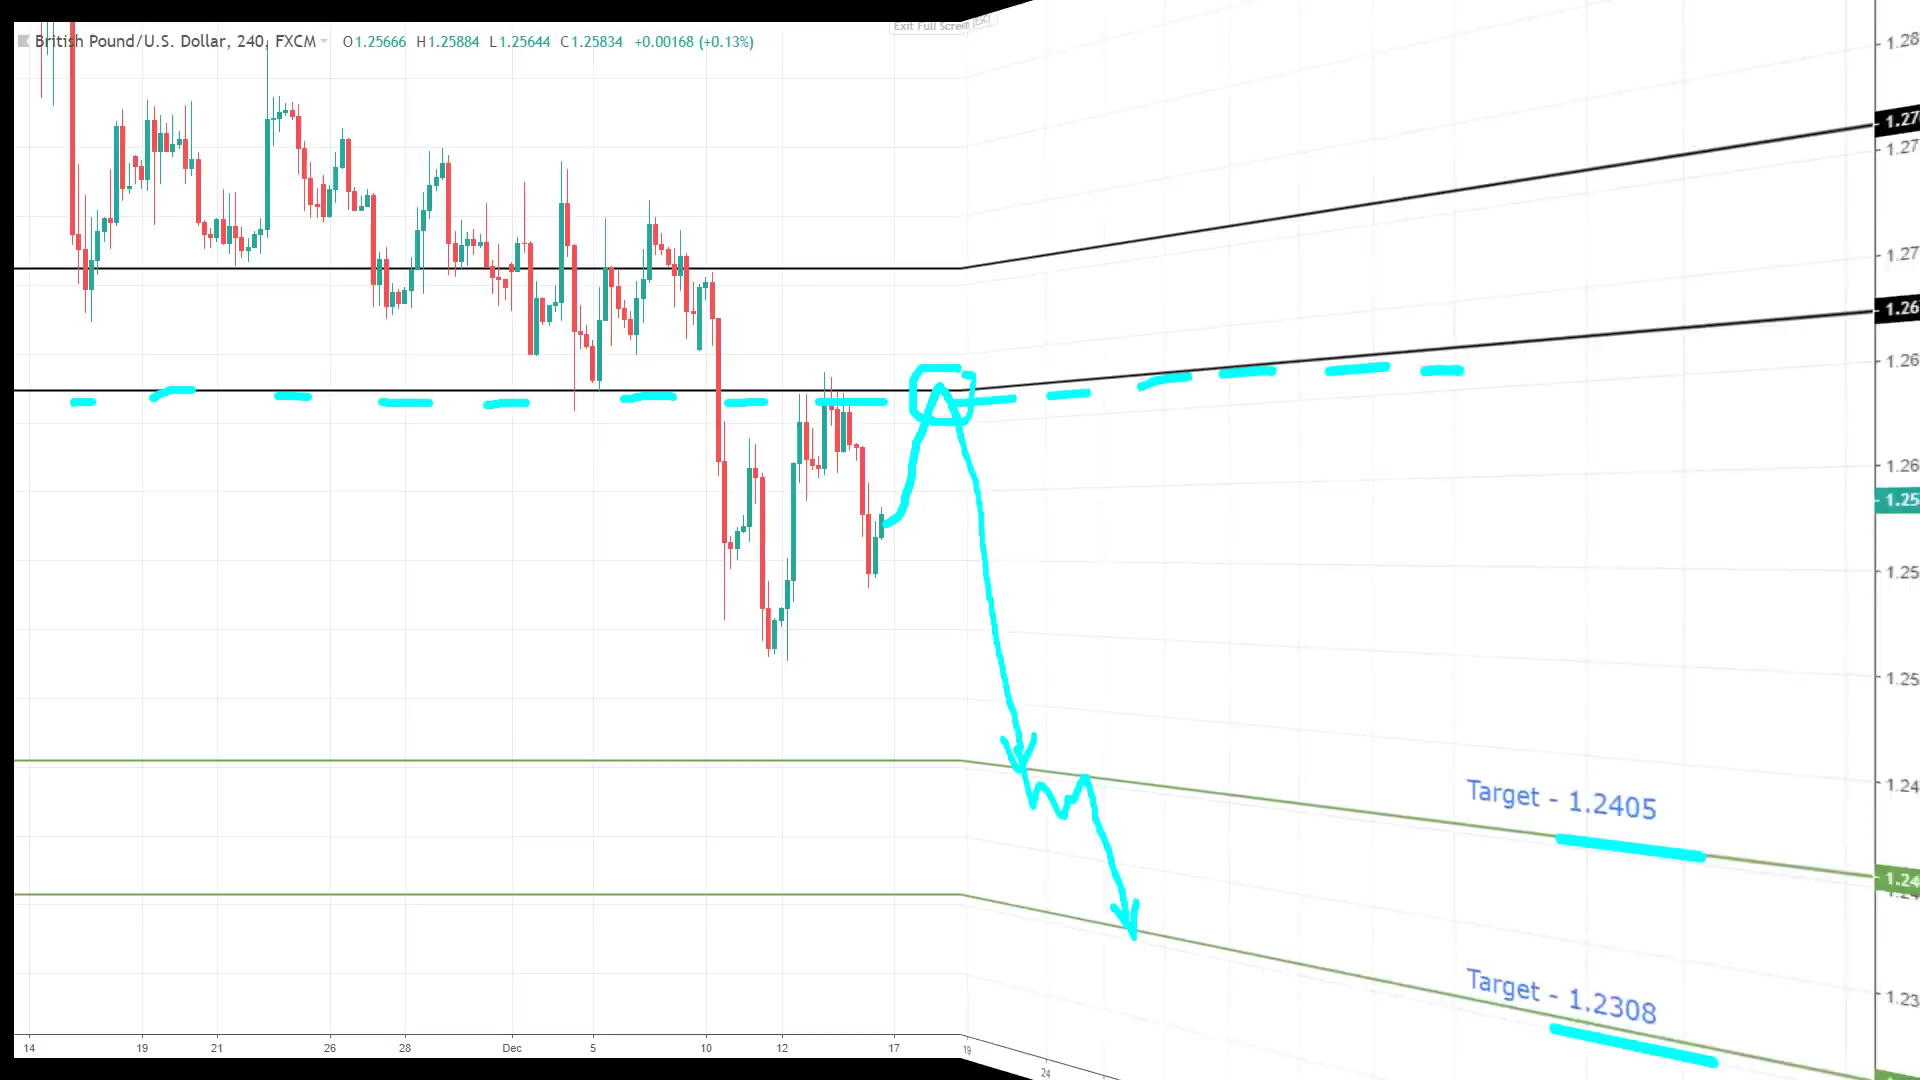 Exit Full Screen
British Pound/U.S. Dollar, 240, FXCM O1.25666 H1.25884 L1.25644 C1.25834 +0.00168 (+0.13%)
1.28
1.27
1.27
1.27
1.26
1.26
1.26
1.25
1.25
1.25
1.24
Target - 1.2405
1.24
1.23
Target - 1.2308
14 19 21 26 28 Dec 5 10 12 17 19 24